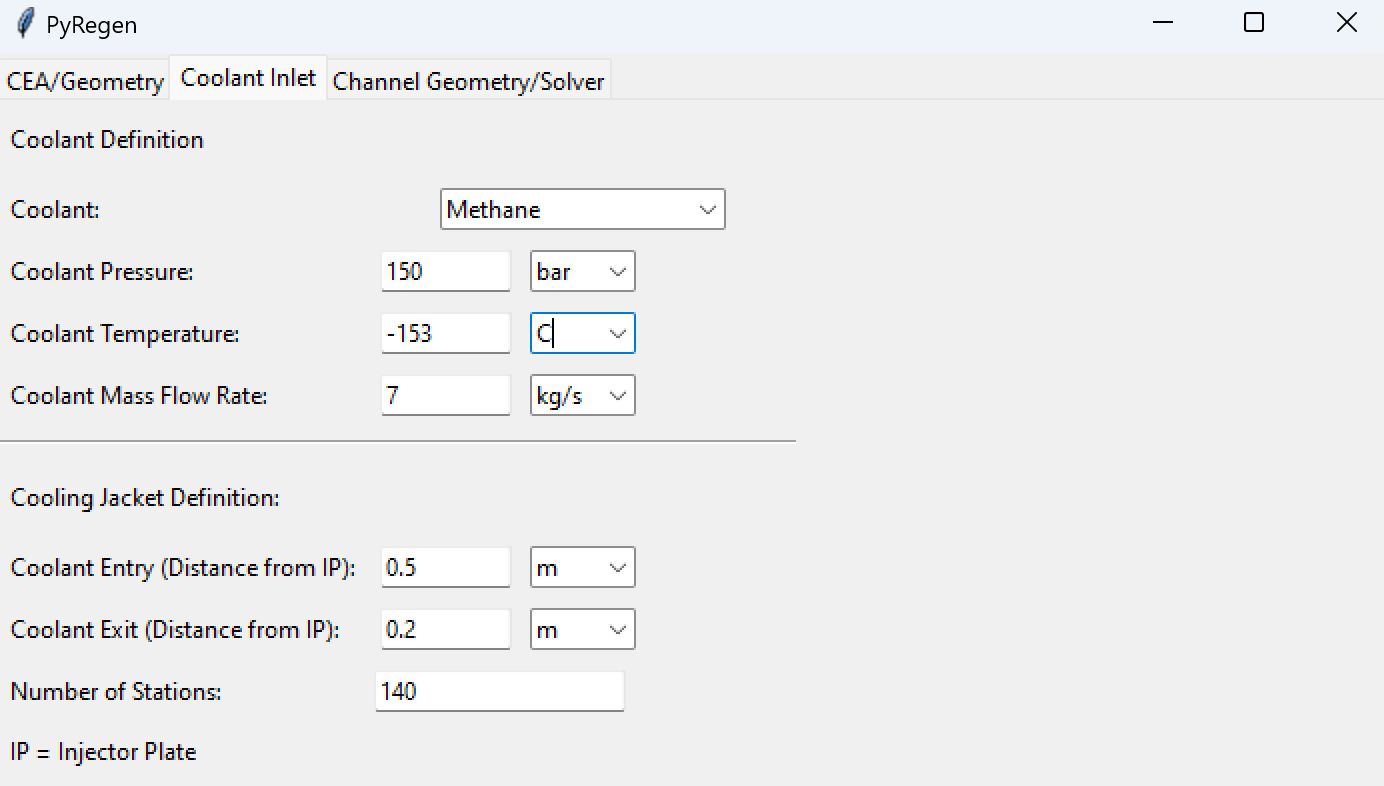 PyRegen
CEA/Geometry Coolant Inlet Channel Geometry/Solver
Coolant Definition
Coolant: Methane
Coolant Pressure: 150 bar
Coolant Temperature: -153 C
Coolant Mass Flow Rate: 7 kg/s
Cooling Jacket Definition:
Coolant Entry (Distance from IP): 0.5 m
Coolant Exit (Distance from IP): 0.2 m
Number of Stations: 140
IP = Injector Plate